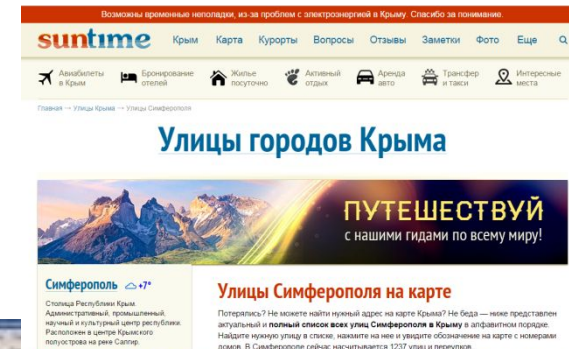 Возможны временные неполадки, из-за проблем с электроэнергией в Крыму. Спасибо за понимание.
suntime Крым Карта Курорты Вопросы Отзывы Заметки Фото Еще
Авиабилеты в Крым
Бронирование отелей
Жилье посуточно
Активный отдых
Аренда авто
Трансфер и такси
Интересные места
Главная → Улицы Крыма → Улицы Симферополя
Улицы городов Крыма
ПУТЕШЕСТВУЙ
с нашими гидами по всему миру!
Симферополь +7°
Столица Республики Крым.
Административный, промышленный,
научный и культурный центр республики.
Расположен в центре Крымского
полуострова на реке Салгир.
Улицы Симферополя на карте
Потерялись? Не можете найти нужный адрес на карте Крыма? Не беда — ниже представлен
актуальный и полный список всех улиц Симферополя в Крыму в алфавитном порядке.
Найдите нужную улицу в списке, нажмите на нее и увидите обозначение на карте с номерами
домов. В Симферополе сейчас насчитывается 1237 улиц и переулков.